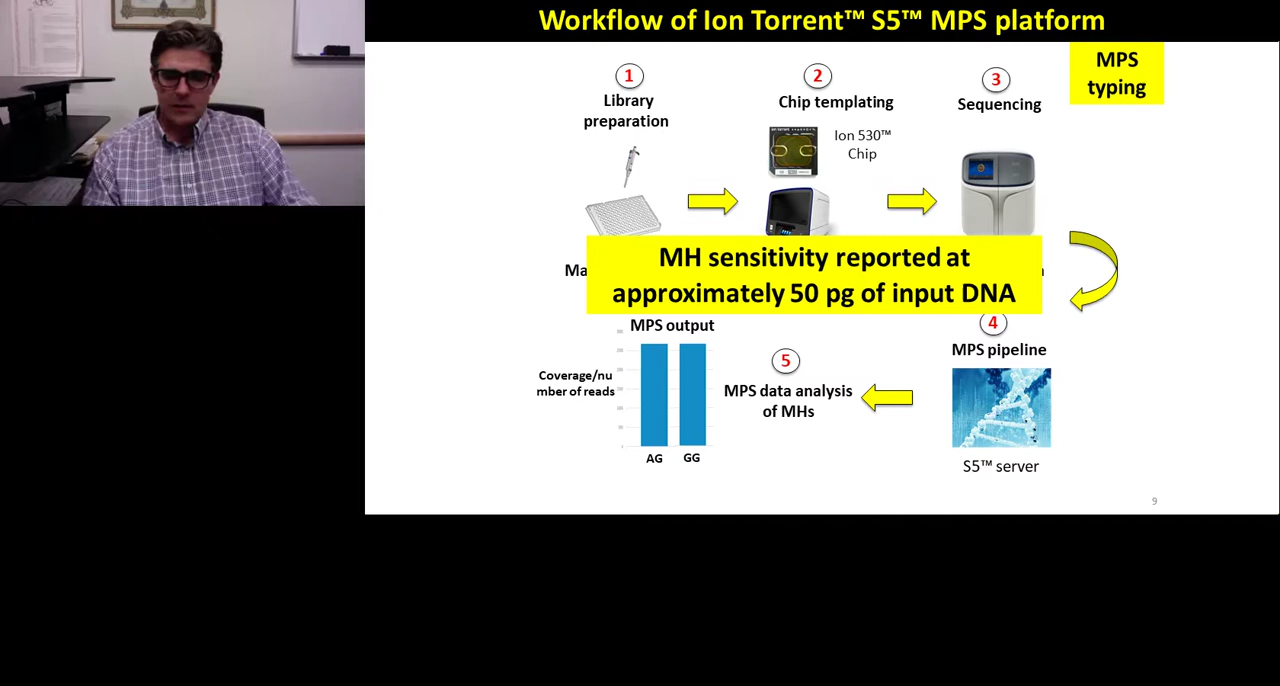 Workflow of Ion Torrent™ S5™ MPS platform
MPS
typing
1
Library
preparation
2
Chip templating
Ion 530™
Chip
3
Sequencing
Ma
MH sensitivity reported at
approximately 50 pg of input DNA
MPS output
Coverage/nu
mber of reads
AG
GG
5
MPS data analysis
of MHs
4
MPS pipeline
S5™ server
9